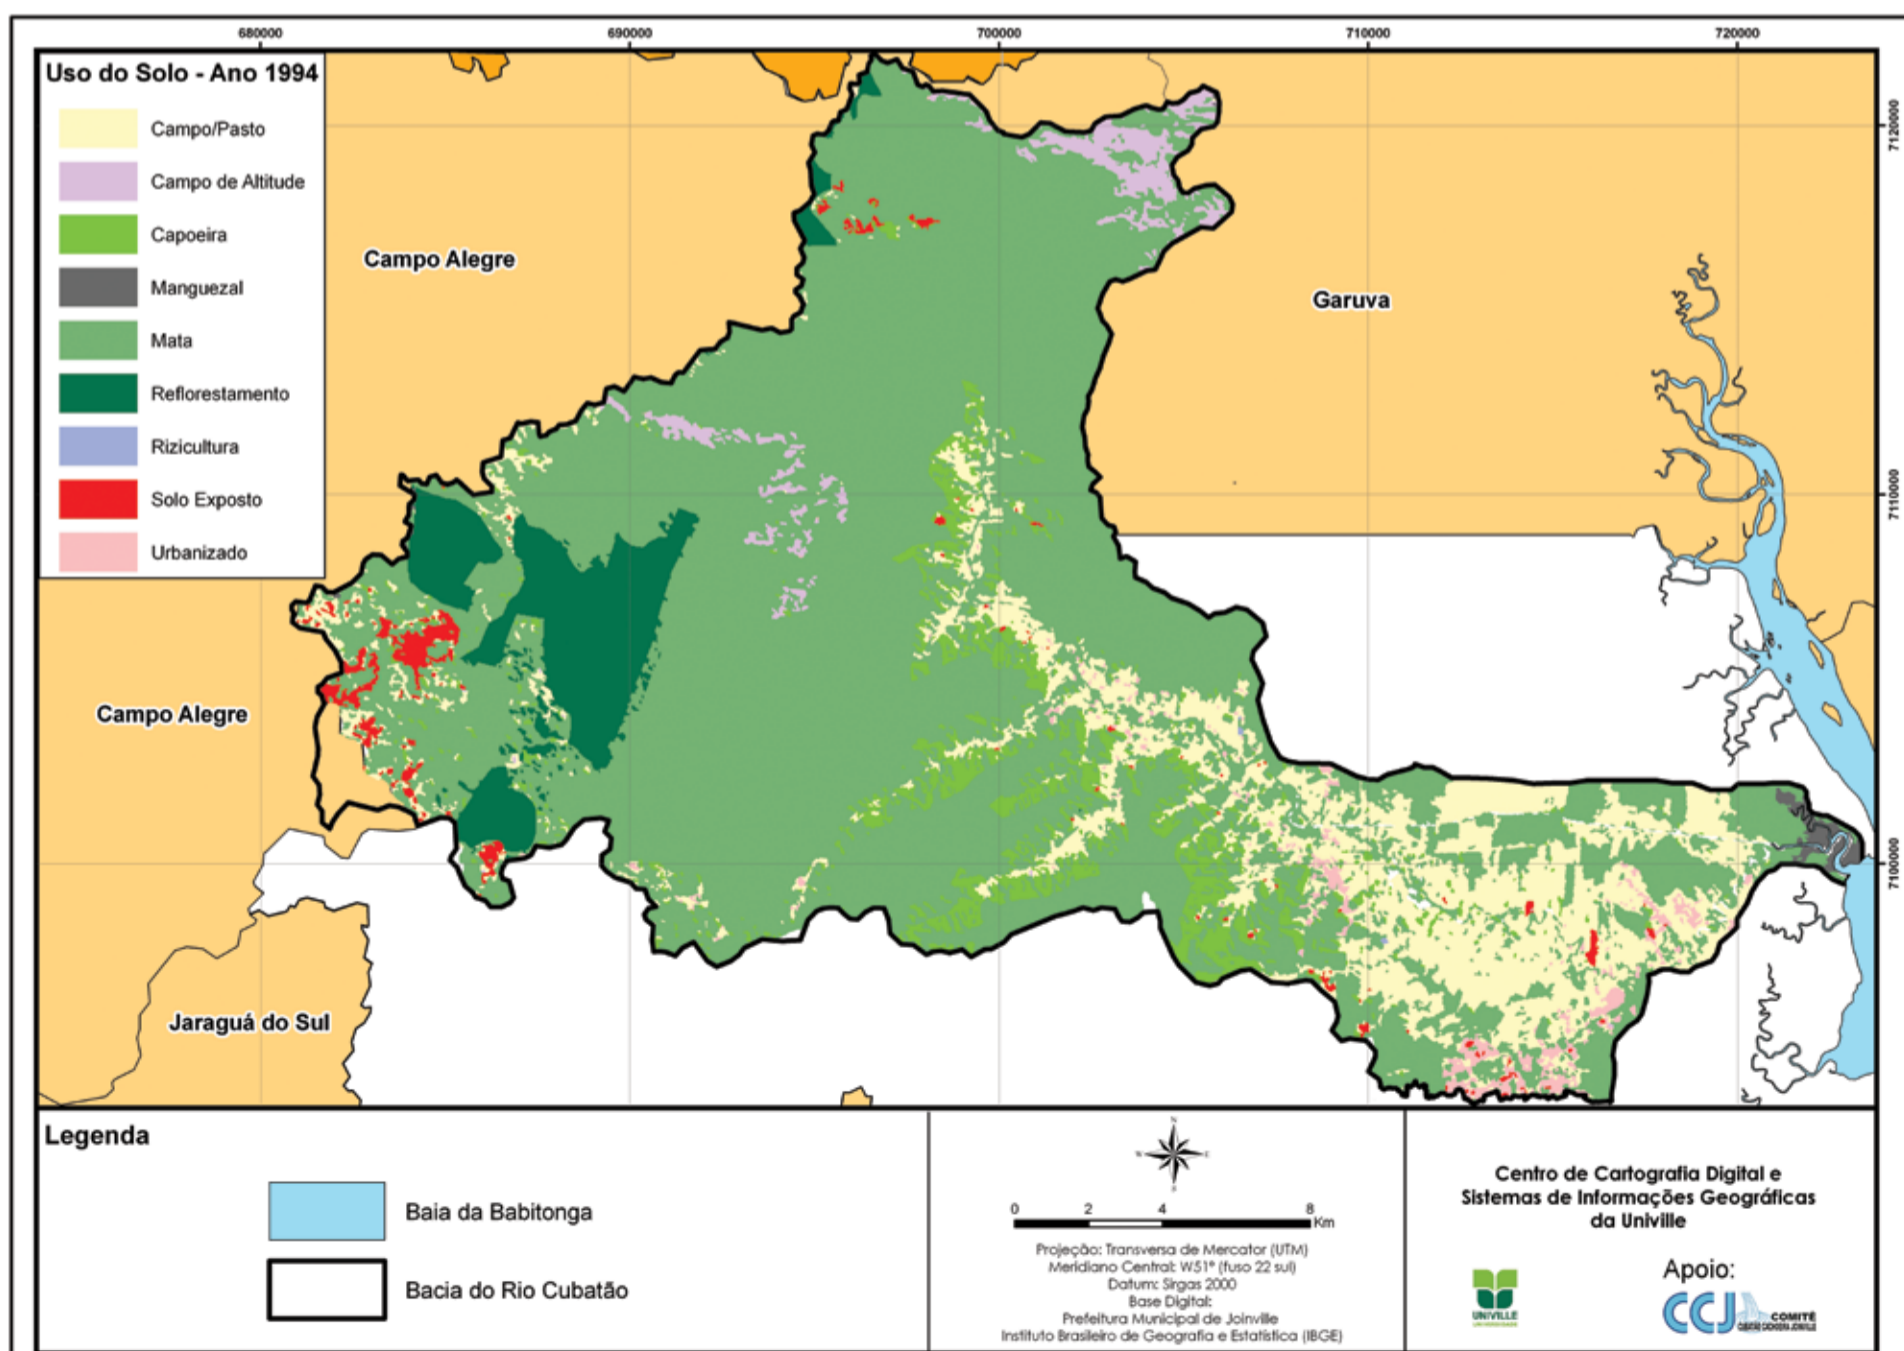 680000
690000
700000
710000
720000
Uso do Solo - Ano 1994
Campo/Pasto
Campo de Altitude
Capoeira
Manguezal
Mata
Reflorestamento
Rizicultura
Solo Exposto
Urbanizado
7120000
7110000
7100000
Campo Alegre
Garuva
Campo Alegre
Jaraguá do Sul
Legenda
Baia da Babitonga
Bacia do Rio Cubatão
N
W
E
0 2 4 8
Km
Projeção: Transversa de Mercator (UTM)
Meridiano Central: W51° (fuso 22 sul)
Datum: Sirgas 2000
Base Digital:
Prefeitura Municipal de Joinville
Instituto Brasileiro de Geografia e Estatística (IBGE)
Centro de Cartografia Digital e
Sistemas de Informações Geográficas
da Univille
Apoio:
UNIVILLE
CCJ
COMITÊ